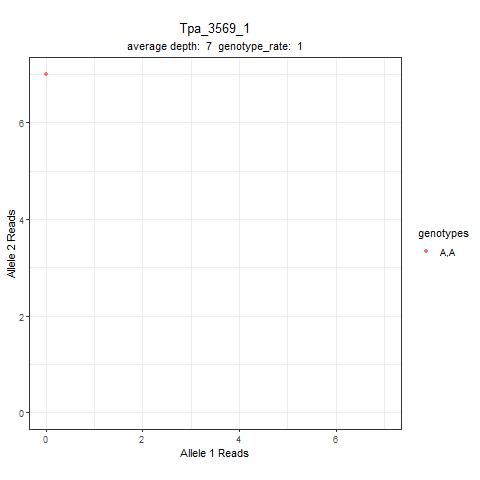 Tpa_3569_1
average depth: 7 genotype_rate: 1
6
4
2
0
Allele 2 Reads
0 2 4 6
Allele 1 Reads
genotypes
A,A